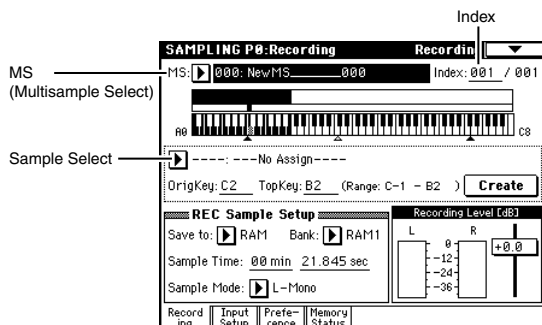 Index
SAMPLING P0:Recording Recordin
MS
(Multisample Select)
MS: 000: NewMS________000 Index: 001 / 001
A0 C8
Sample Select
----: ---No Assign----
OrigKey: C2 TopKey: B2 (Range: C-1 - B2 ) Create
REC Sample Setup
Recording Level [dB]
Save to: RAM Bank: RAM1
L R
0
-12
-24
-36
+0.0
Sample Time: 00 min 21.845 sec
Sample Mode: L-Mono
Record
ing
Input
Setup
Prefe-
rence
Memory
Status